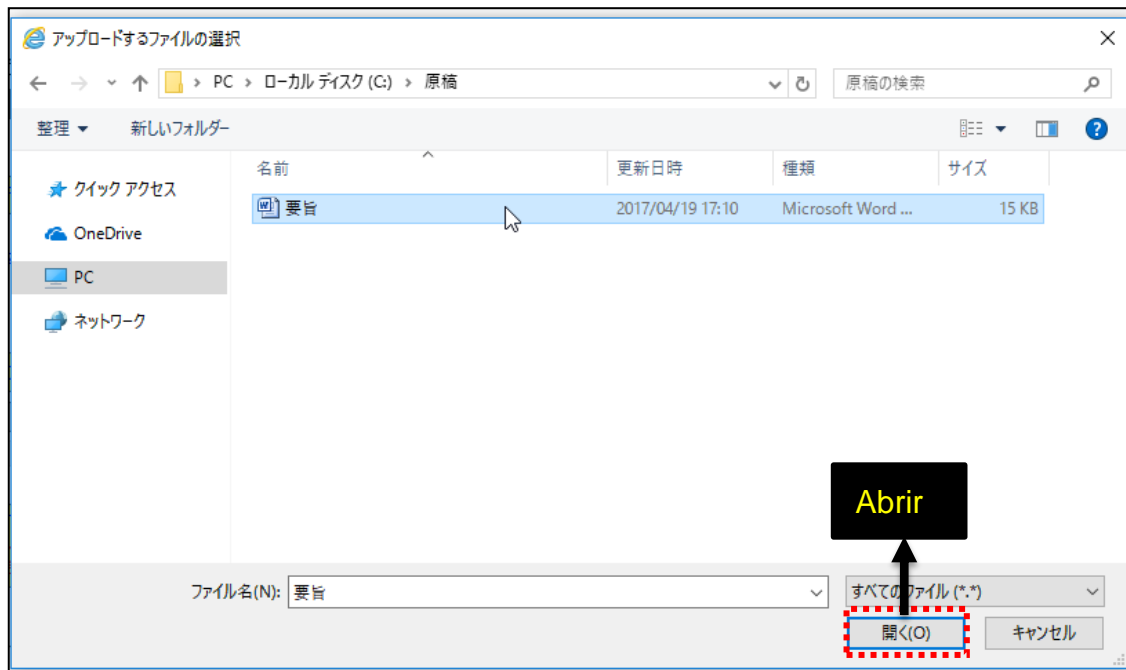 アップロードするファイルの選択
PC › ローカル ディスク (C:) › 原稿
原稿の検索
整理
新しいフォルダー
名前
更新日時
種類
サイズ
クイック アクセス
要旨
2017/04/19 17:10
Microsoft Word ...
15 KB
OneDrive
PC
ネットワーク
Abrir
ファイル名(N):
要旨
すべてのファイル (*.*)
開く(O)
キャンセル